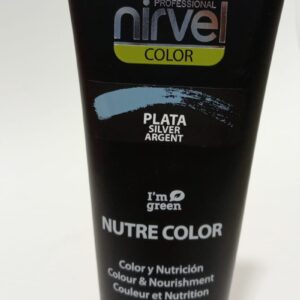 PROFESSIONAL
nirvel
COLOR
PLATA
SILVER
ARGENT
I'm
green
NUTRE COLOR
Color y Nutrición
Colour & Nourishment
Couleur et Nutrition